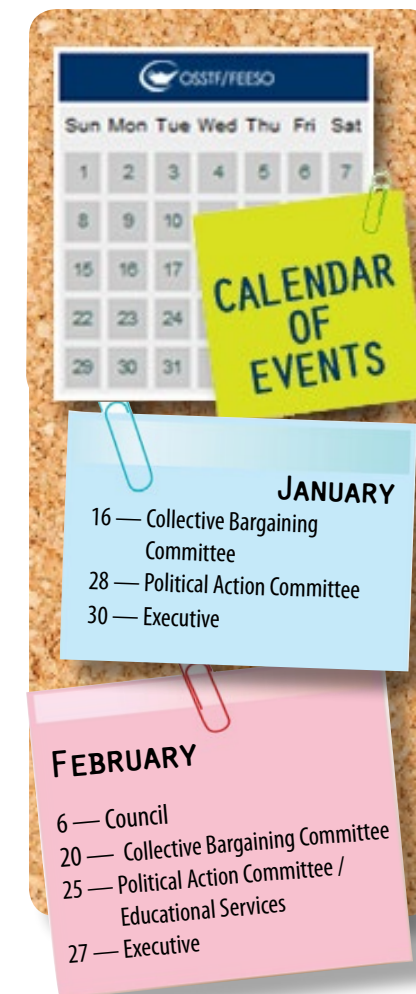 OSSTF/FEESO
Sun Mon Tue Wed Thu Fri Sat
1 2 3 4 5 6 7
8 9 10
15 16 17
22 23 24
29 30 31
CALENDAR
OF
EVENTS
JANUARY
16 — Collective Bargaining
Committee
28 — Political Action Committee
30 — Executive
FEBRUARY
6 — Council
20 — Collective Bargaining Committee
25 — Political Action Committee /
Educational Services
27 — Executive